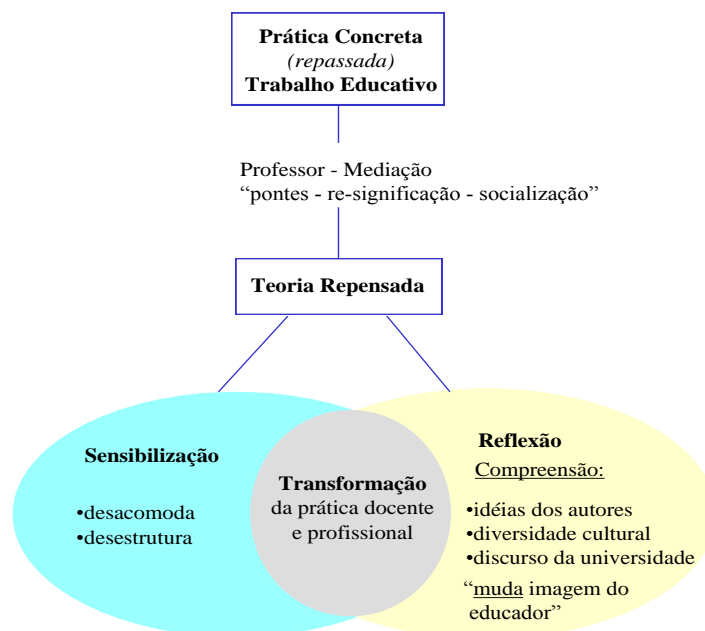 Prática Concreta
(repassada)
Trabalho Educativo
Professor - Mediação
“pontes - re-significação - socialização”
Teoria Repensada
Sensibilização
•desacomoda
•desestrutura
Transformação
da prática docente
e profissional
Reflexão
Compreensão:
•idéias dos autores
•diversidade cultural
•discurso da universidade
“muda imagem do
educador”